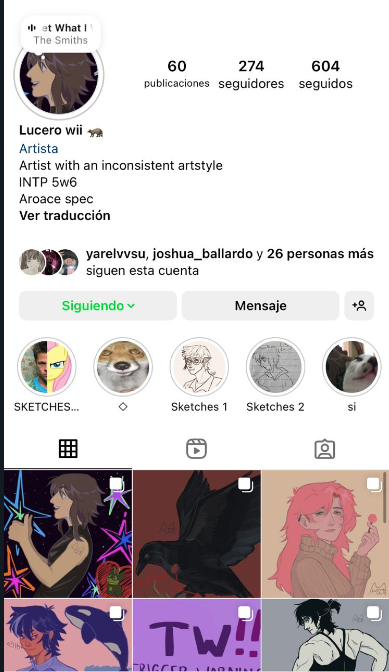 et What I
The Smiths
60
274
604
publicaciones
seguidores
seguidos
Lucero wii 🦡
Artista
Artist with an inconsistent artstyle
INTP 5w6
Aroace spec
Ver traducción
yarelvvsu, joshua_ballardo y 26 personas más
siguen esta cuenta
Siguiendo
Mensaje
SKETCHES...
◇
Sketches 1
Sketches 2
si
TW!!
TRIGGER WARNING